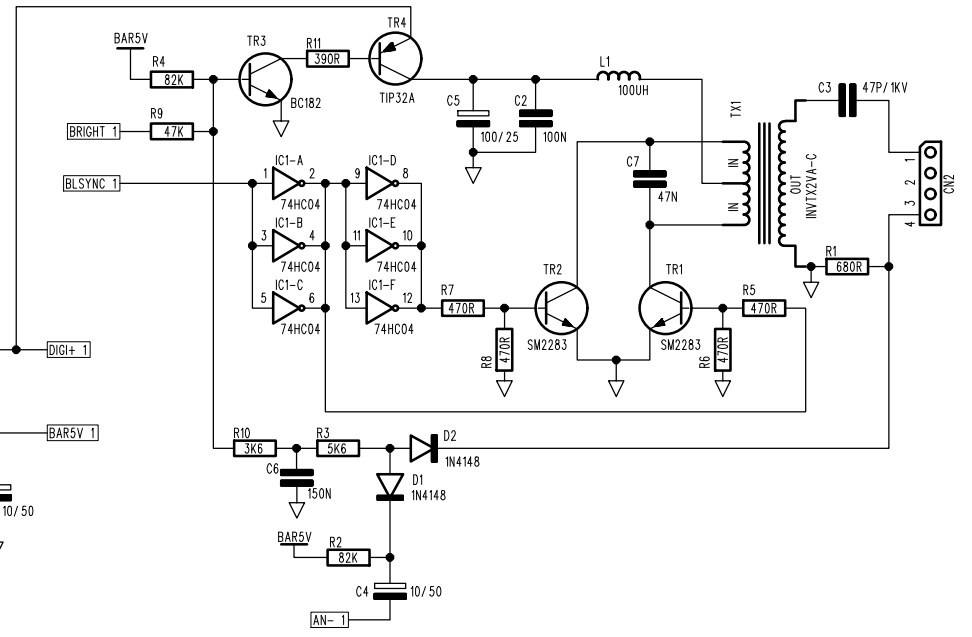 TR4
BAR5V
TR3
R11
390R
R4
82K
BC182
TIP32A
L1
100UH
C3
47P/1KV
R9
47K
BRIGHT 1
C5
100/25
C2
100N
TX1
IN
IN
OUT
INVTX2VA-C
1
2
3
4
CN2
BLSYNC 1
IC1-A
1
2
74HC04
IC1-D
9
8
74HC04
C7
47N
IC1-B
3
4
74HC04
IC1-E
11
10
74HC04
R1
680R
IC1-C
5
6
74HC04
IC1-F
13
12
74HC04
R7
470R
TR2
SM2283
TR1
SM2283
R5
470R
R8
470R
R6
470R
DIGI+ 1
BAR5V 1
R10
3K6
R3
5K6
D2
1N4148
C6
150N
D1
1N4148
10/50
BAR5V
R2
82K
C4
10/50
AN- 1